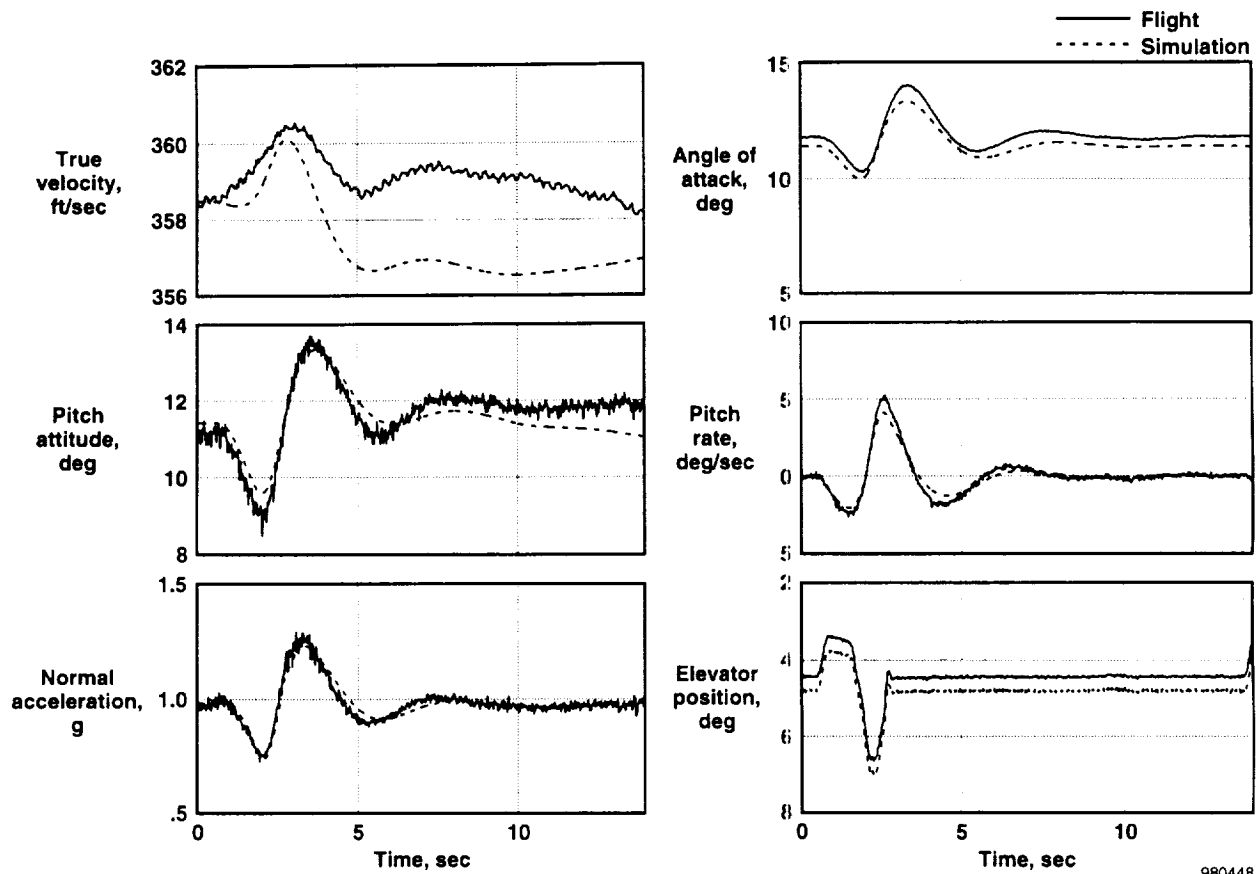 Flight
Simulation
362
360
358
356
True
velocity,
ft/sec
15
10
5
Angle of
attack,
deg
14
12
10
8
Pitch
attitude,
deg
10
5
0
5
Pitch
rate,
deg/sec
1.5
1.0
.5
Normal
acceleration,
g
0
5
10
Time, sec
2
4
6
8
Elevator
position,
deg
0
5
10
Time, sec
980448